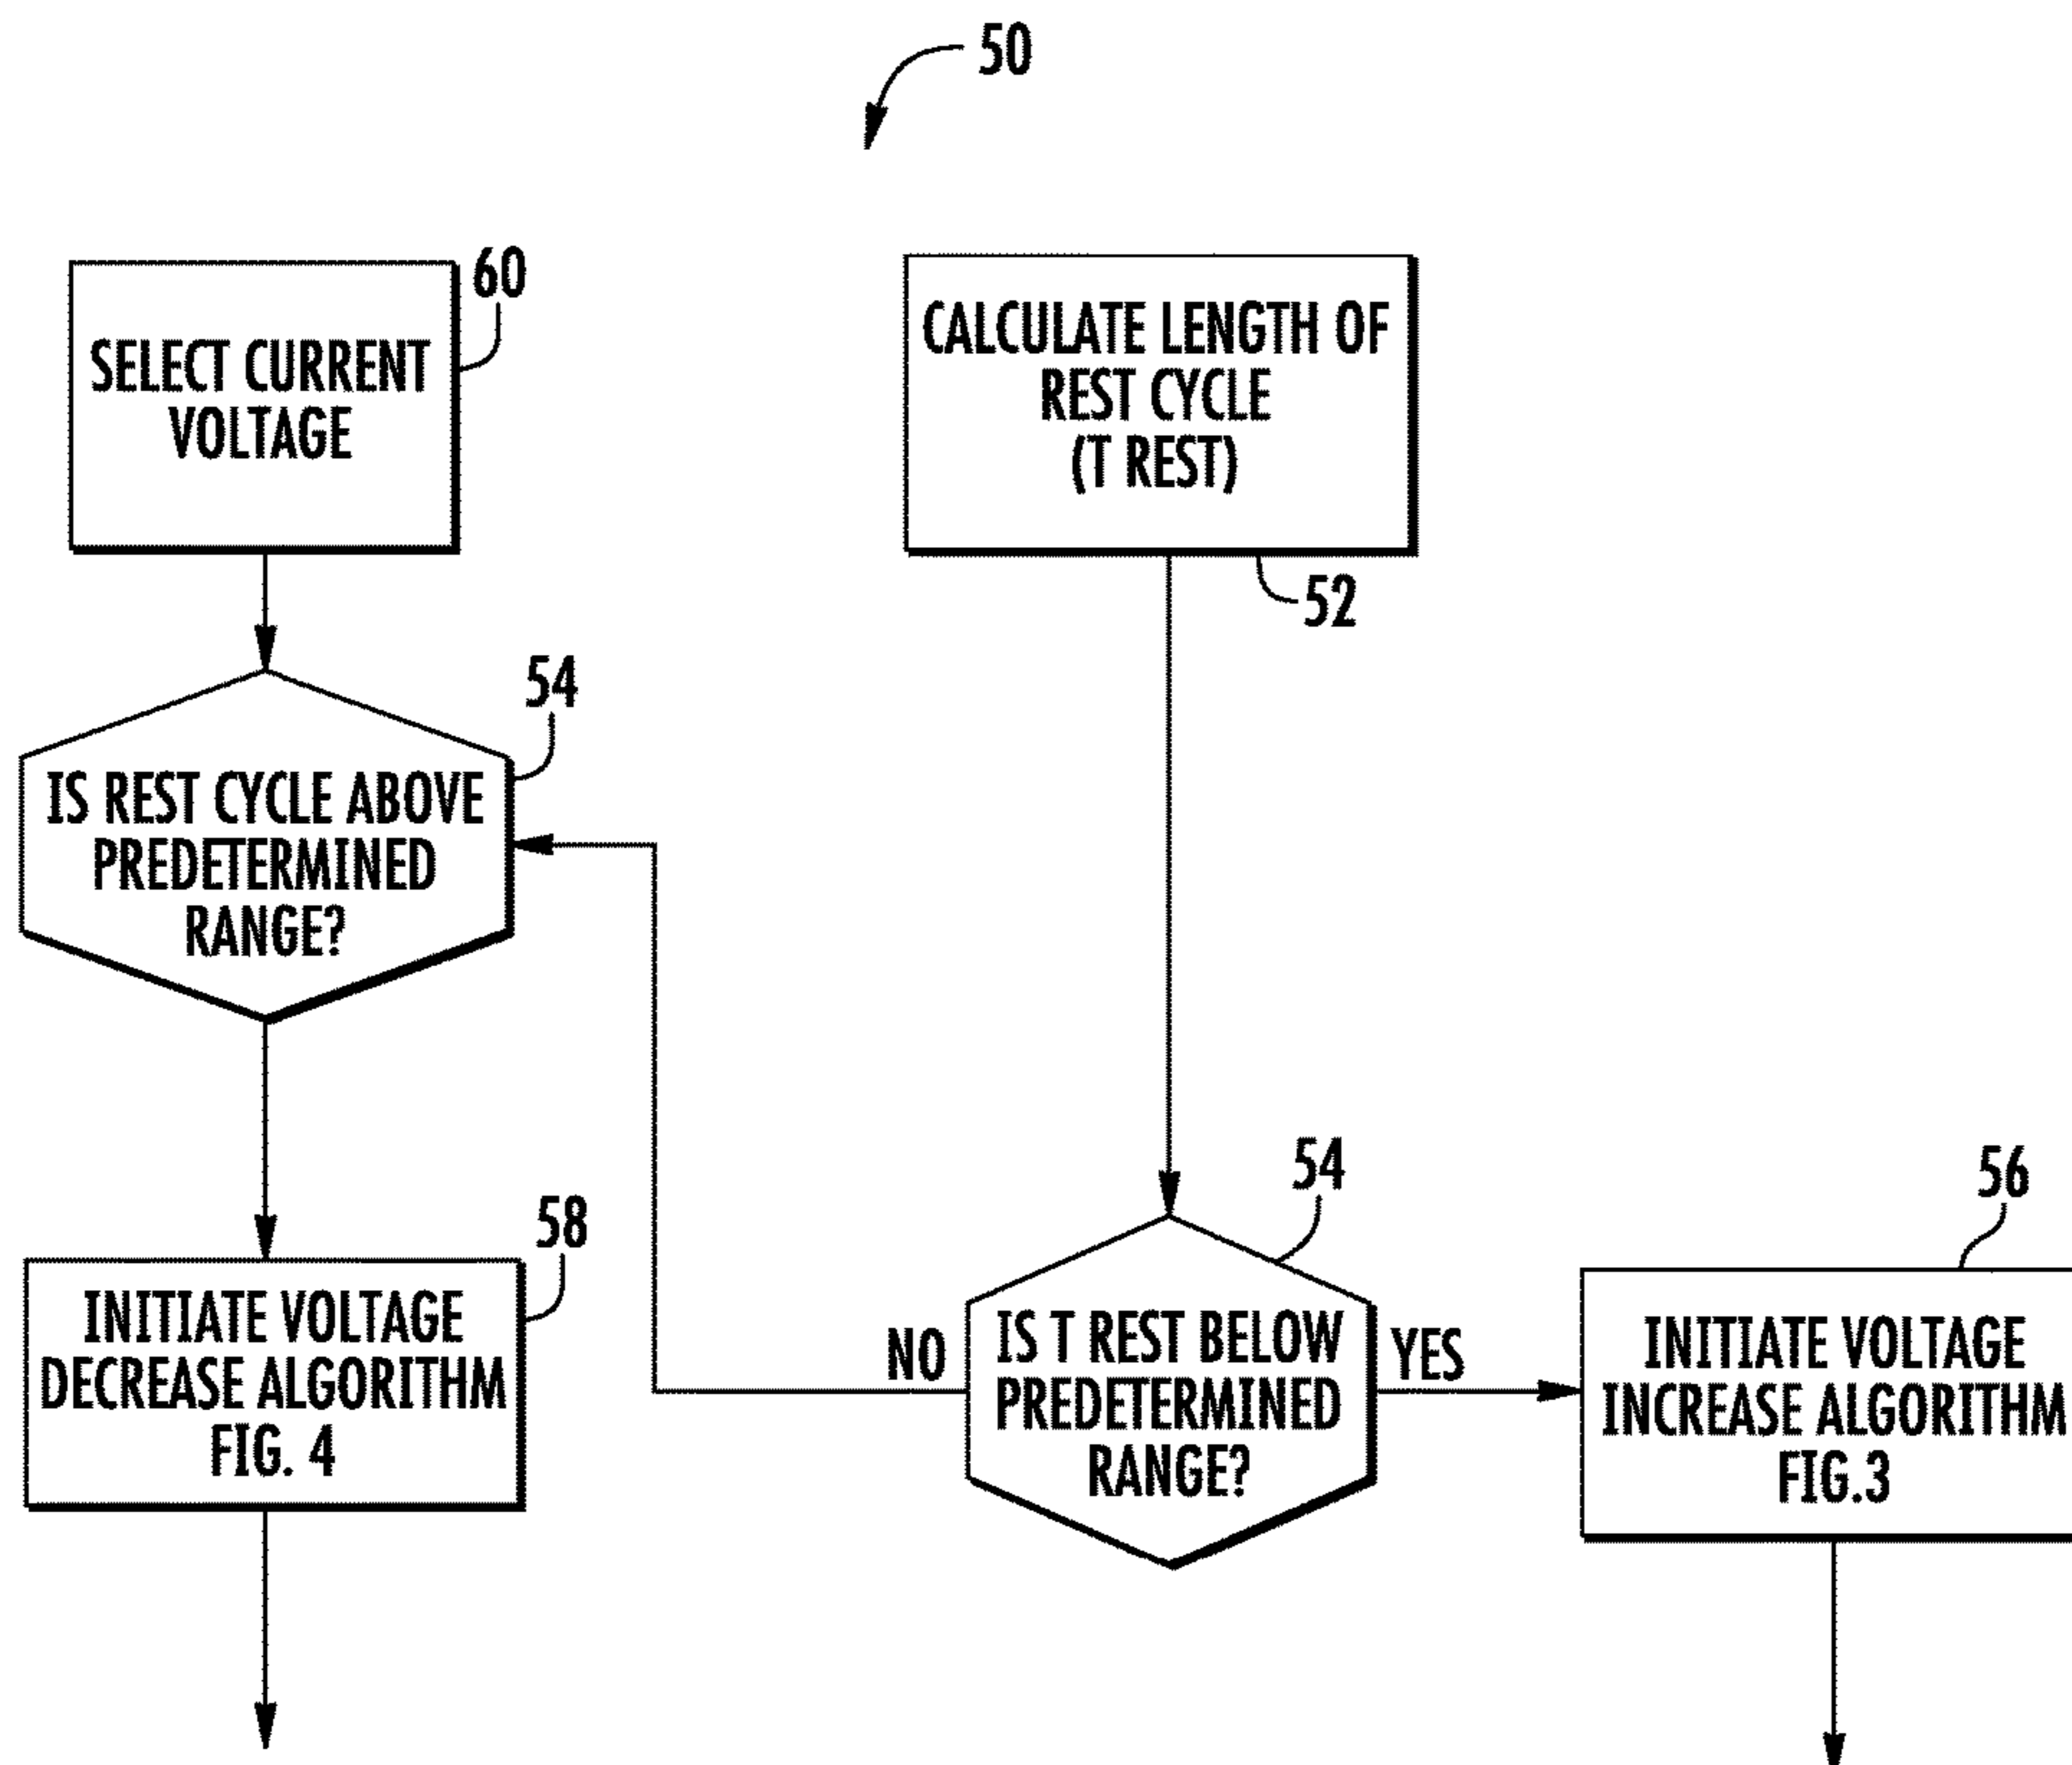 50
60
SELECT CURRENT
VOLTAGE
CALCULATE LENGTH OF
REST CYCLE
(T REST)
52
54
IS REST CYCLE ABOVE
PREDETERMINED
RANGE?
54
IS T REST BELOW
PREDETERMINED
RANGE?
NO
YES
56
INITIATE VOLTAGE
INCREASE ALGORITHM
FIG.3
58
INITIATE VOLTAGE
DECREASE ALGORITHM
FIG. 4